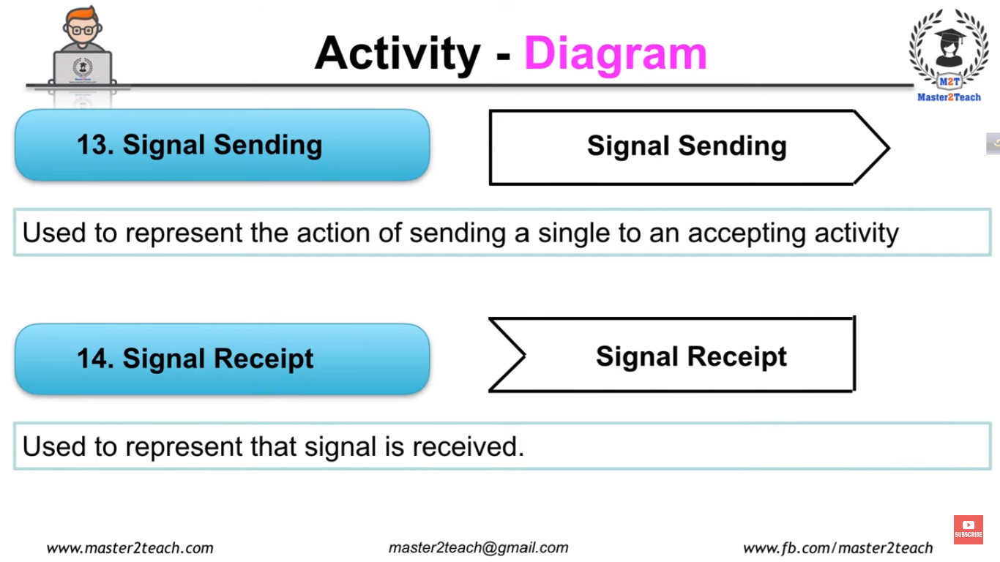 Activity - Diagram
M2T
Master2Teach
13. Signal Sending
Signal Sending
Used to represent the action of sending a single to an accepting activity
14. Signal Receipt
Signal Receipt
Used to represent that signal is received.
SUBSCRIBE
www.master2teach.com
master2teach@gmail.com
www.fb.com/master2teach